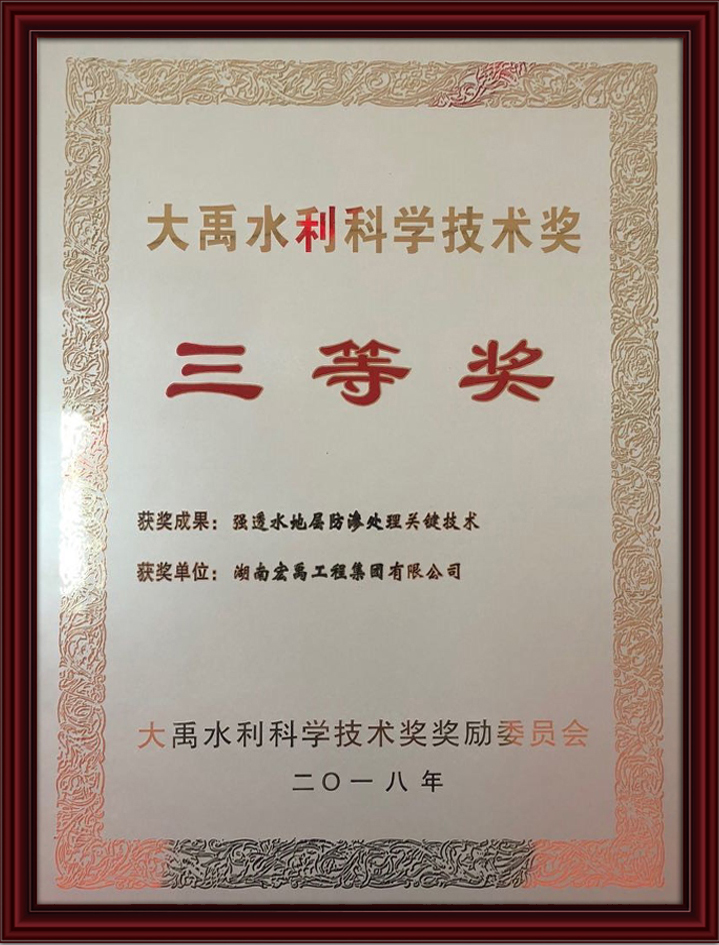 大禹水利科学技术奖
三等奖
获奖成果：强透水地层防渗处理关键技术
获奖单位：湖南宏禹工程集团有限公司
大禹水利科学技术奖奖励委员会
二〇一八年